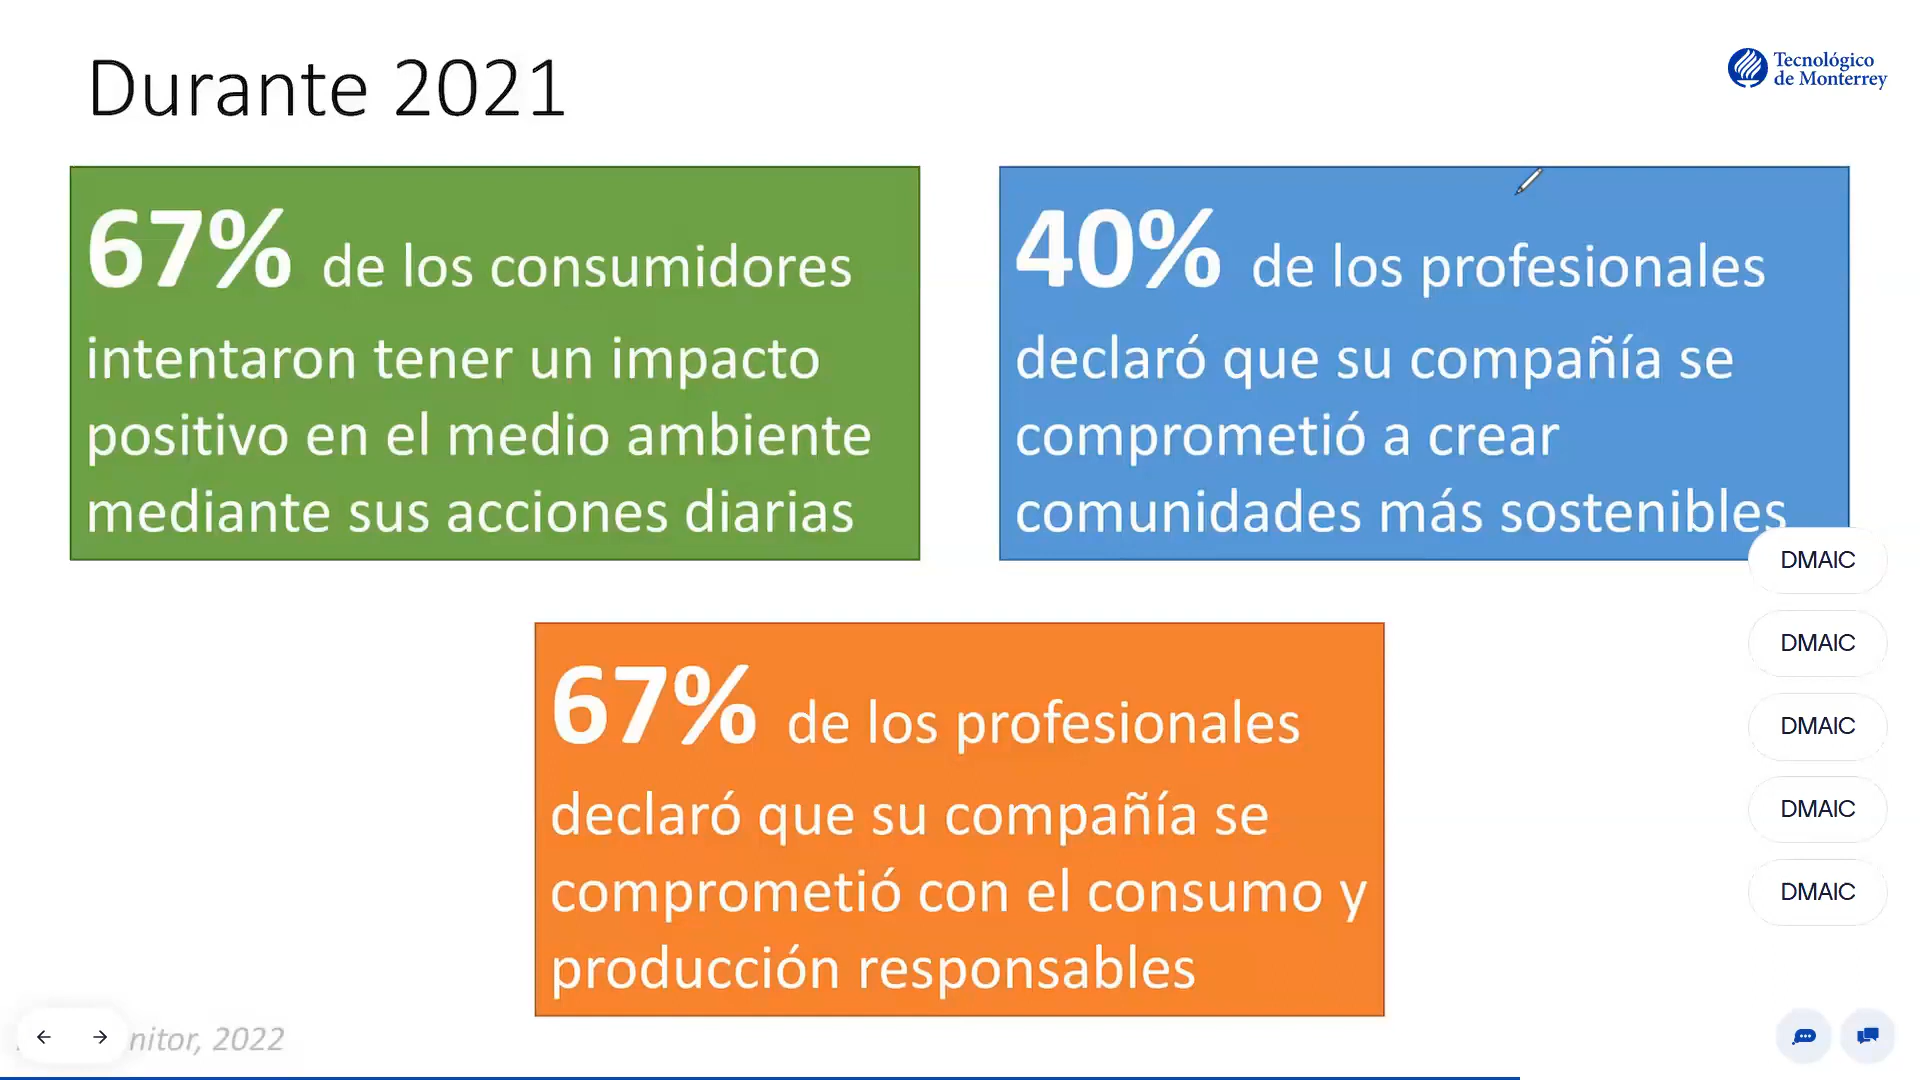 Durante 2021
Tecnológico
de Monterrey
67% de los consumidores
intentaron tener un impacto
positivo en el medio ambiente
mediante sus acciones diarias
40% de los profesionales
declaró que su compañía se
comprometió a crear
comunidades más sostenibles
67% de los profesionales
declaró que su compañía se
comprometió con el consumo y
producción responsables
DMAIC
DMAIC
DMAIC
DMAIC
DMAIC
nitor, 2022